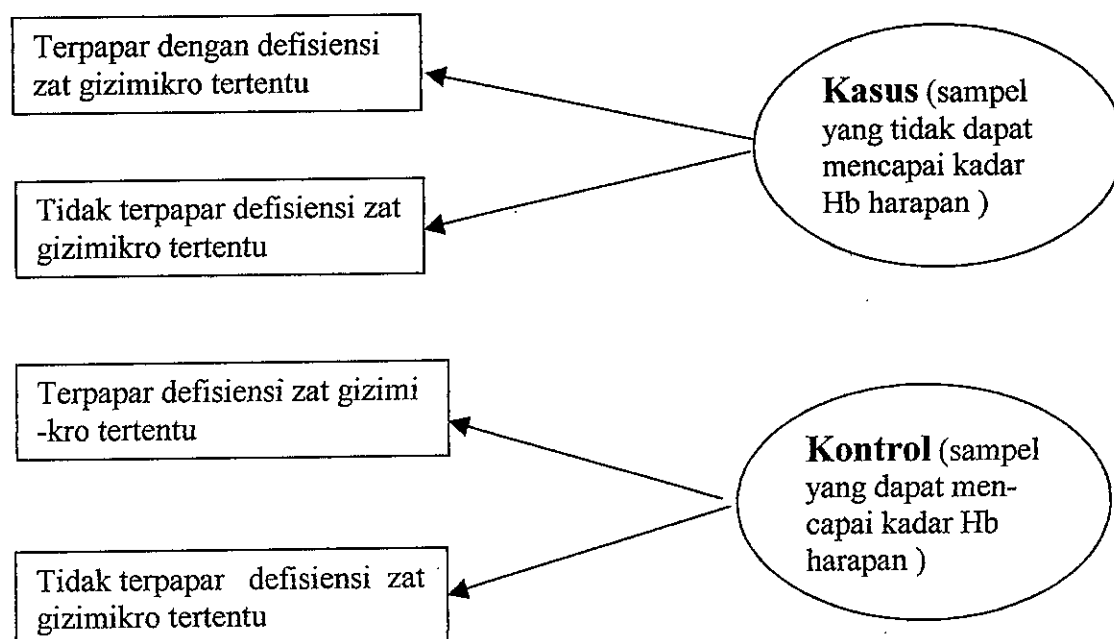 Terpapar dengan defisiensi
zat gizimikro tertentu
Kasus (sampel
yang tidak dapat
mencapai kadar
Hb harapan )
Tidak terpapar defisiensi zat
gizimikro tertentu
Terpapar defisiensi zat gizimi
-kro tertentu
Kontrol (sampel
yang dapat men-
capai kadar Hb
harapan )
Tidak terpapar defisiensi zat
gizimikro tertentu